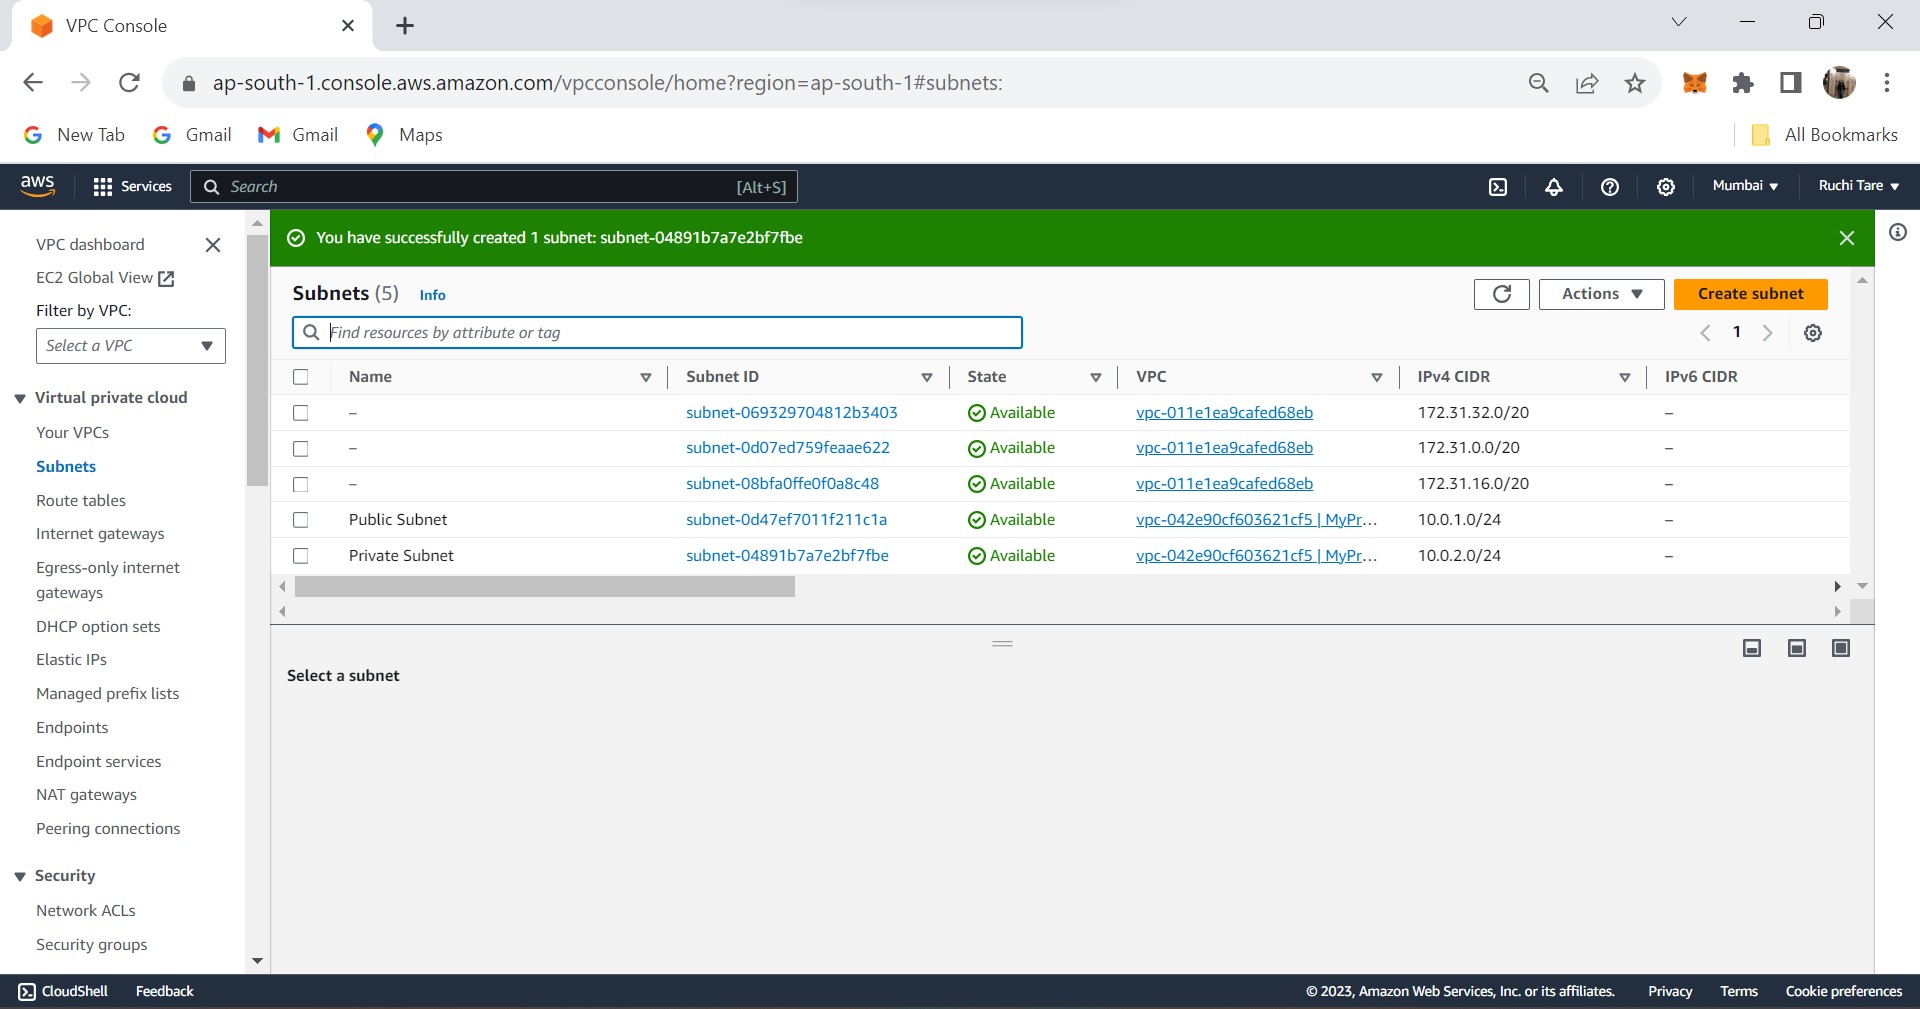 VPC Console
ap-south-1.console.aws.amazon.com/vpcconsole/home?region=ap-south-1#subnets:
New Tab Gmail Gmail Maps All Bookmarks
aws Services Search [Alt+S] Mumbai Ruchi Tare
VPC dashboard
EC2 Global View
Filter by VPC:
Select a VPC
Virtual private cloud
Your VPCs
Subnets
Route tables
Internet gateways
Egress-only internet
gateways
DHCP option sets
Elastic IPs
Managed prefix lists
Endpoints
Endpoint services
NAT gateways
Peering connections
Security
Network ACLs
Security groups
You have successfully created 1 subnet: subnet-04891b7a7e2bf7fbe
Subnets (5) Info Actions Create subnet
Find resources by attribute or tag 1
Name Subnet ID State VPC IPv4 CIDR IPv6 CIDR
– subnet-069329704812b3403 Available vpc-011e1ea9cafed68eb 172.31.32.0/20 –
– subnet-0d07ed759feaae622 Available vpc-011e1ea9cafed68eb 172.31.0.0/20 –
– subnet-08bfa0ffe0f0a8c48 Available vpc-011e1ea9cafed68eb 172.31.16.0/20 –
Public Subnet subnet-0d47ef7011f211c1a Available vpc-042e90cf603621cf5 | MyPr... 10.0.1.0/24 –
Private Subnet subnet-04891b7a7e2bf7fbe Available vpc-042e90cf603621cf5 | MyPr... 10.0.2.0/24 –
Select a subnet
CloudShell Feedback © 2023, Amazon Web Services, Inc. or its affiliates. Privacy Terms Cookie preferences